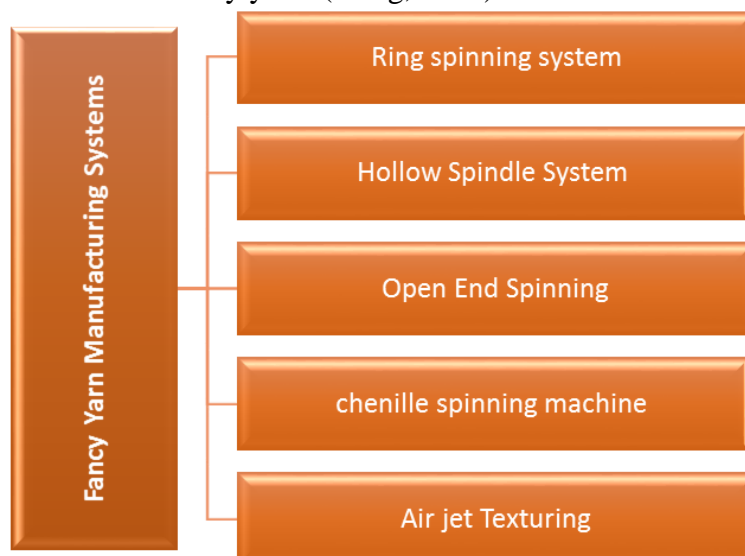 Fancy Yarn Manufacturing Systems
Ring spinning system
Hollow Spindle System
Open End Spinning
chenille spinning machine
Air jet Texturing